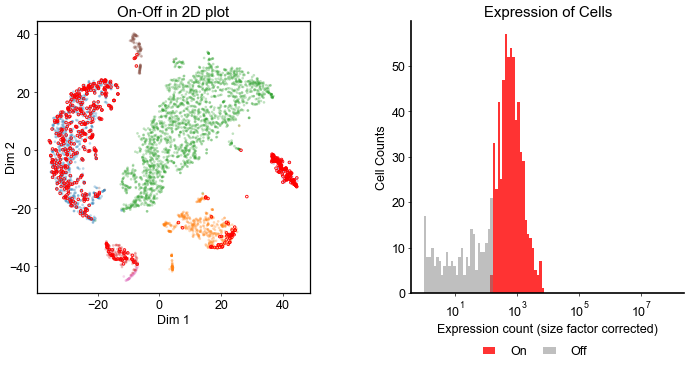 On-Off in 2D plot
40
20
0
−20
−40
Dim 2
−20 0 20 40
Dim 1
Expression of Cells
50
40
30
20
10
0
Cell Counts
10^1 10^3 10^5 10^7
Expression count (size factor corrected)
On Off